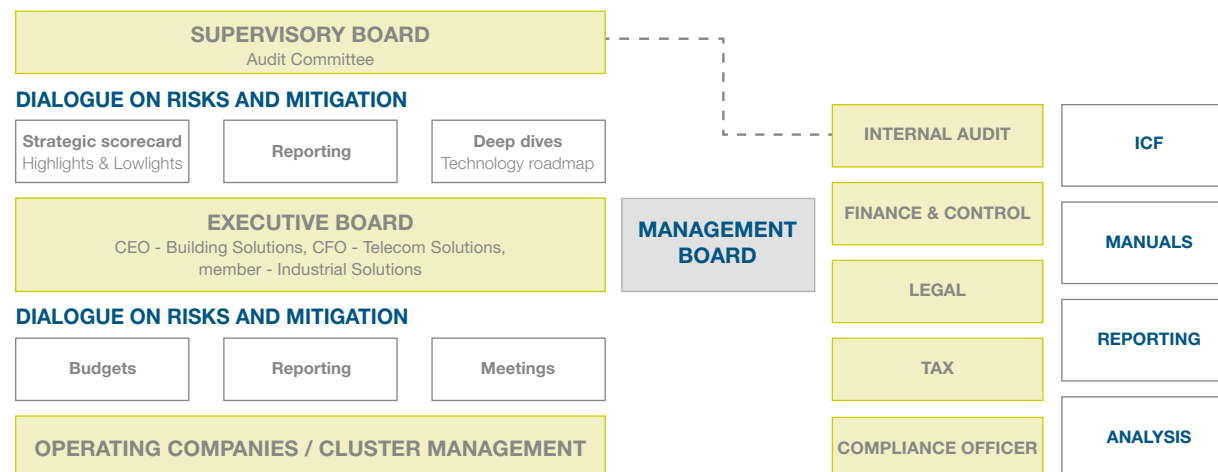 SUPERVISORY BOARD
Audit Committee
DIALOGUE ON RISKS AND MITIGATION
Strategic scorecard
Highlights & Lowlights
Reporting
Deep dives
Technology roadmap
EXECUTIVE BOARD
CEO - Building Solutions, CFO - Telecom Solutions,
member - Industrial Solutions
MANAGEMENT
BOARD
DIALOGUE ON RISKS AND MITIGATION
Budgets
Reporting
Meetings
OPERATING COMPANIES / CLUSTER MANAGEMENT
INTERNAL AUDIT
FINANCE & CONTROL
LEGAL
TAX
COMPLIANCE OFFICER
ICF
MANUALS
REPORTING
ANALYSIS